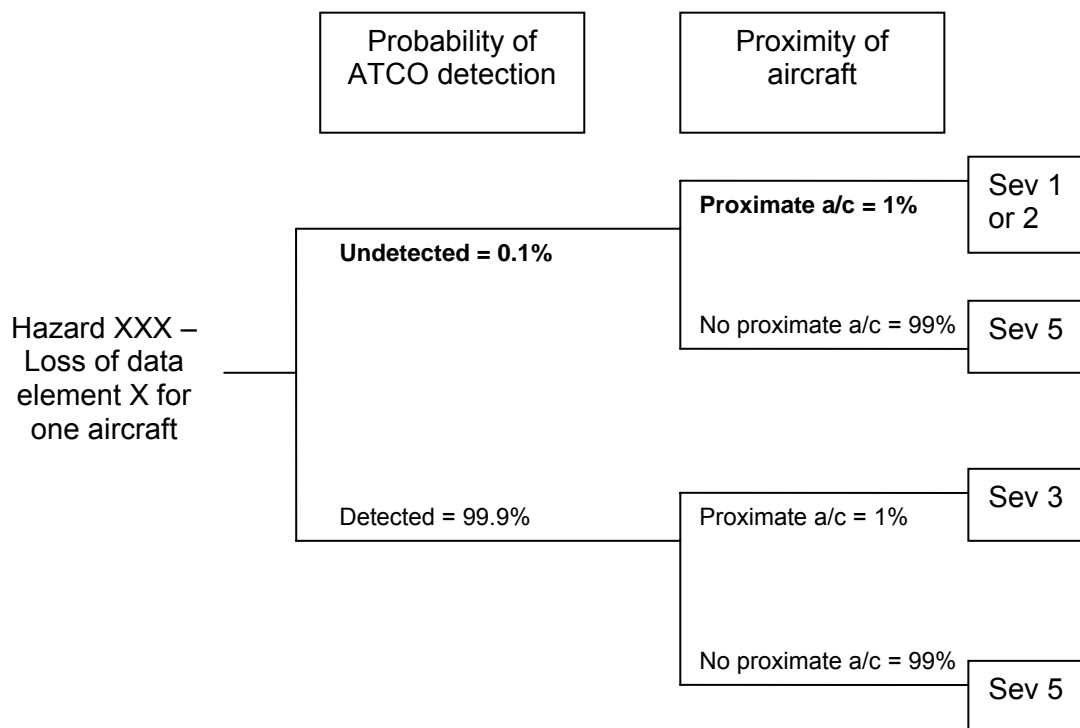 Probability of
ATCO detection
Proximity of
aircraft
Sev 1
or 2
Proximate a/c = 1%
Undetected = 0.1%
No proximate a/c = 99%
Sev 5
Hazard XXX –
Loss of data
element X for
one aircraft
Sev 3
Detected = 99.9%
Proximate a/c = 1%
No proximate a/c = 99%
Sev 5